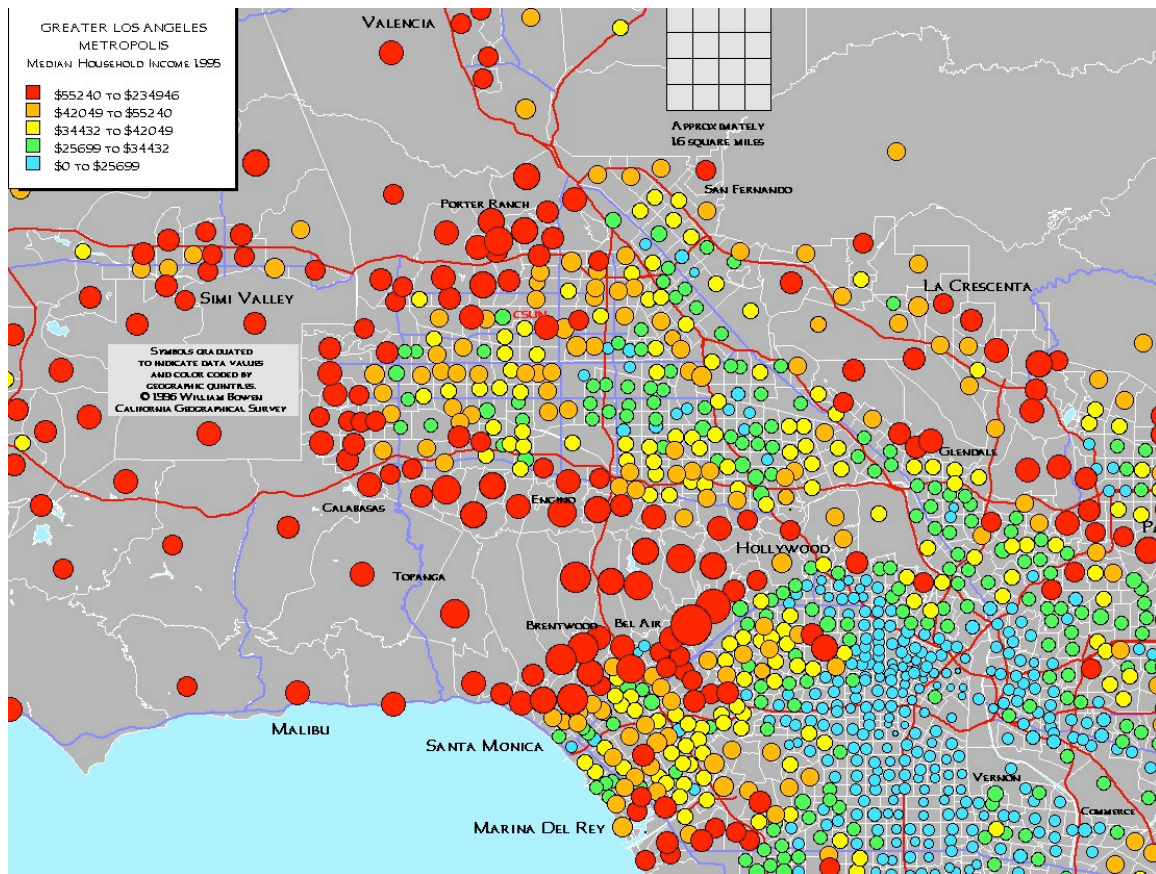 GREATER LOS ANGELES
METROPOLIS
MEDIAN HOUSEHOLD INCOME 1995
$55240 TO $234946
$42049 TO $55240
$34432 TO $42049
$25699 TO $34432
$0 TO $25699
VALENCIA
APPROXIMATELY
16 SQUARE MILES
SAN FERNANDO
PORTER RANCH
SIMI VALLEY
LA CRESCENTA
CSUN
SYMBOLS GRADUATED
TO INDICATE DATA VALUES
AND COLOR CODED BY
GEOGRAPHIC QUINTILES.
© 1996 WILLIAM BOWEN
CALIFORNIA GEOGRAPHICAL SURVEY
GLENDALE
ENCINO
CALABASAS
PA
HOLLYWOOD
TOPANGA
BRENTWOOD
BEL AIR
MALIBU
SANTA MONICA
VERNON
COMMERCE
MARINA DEL REY